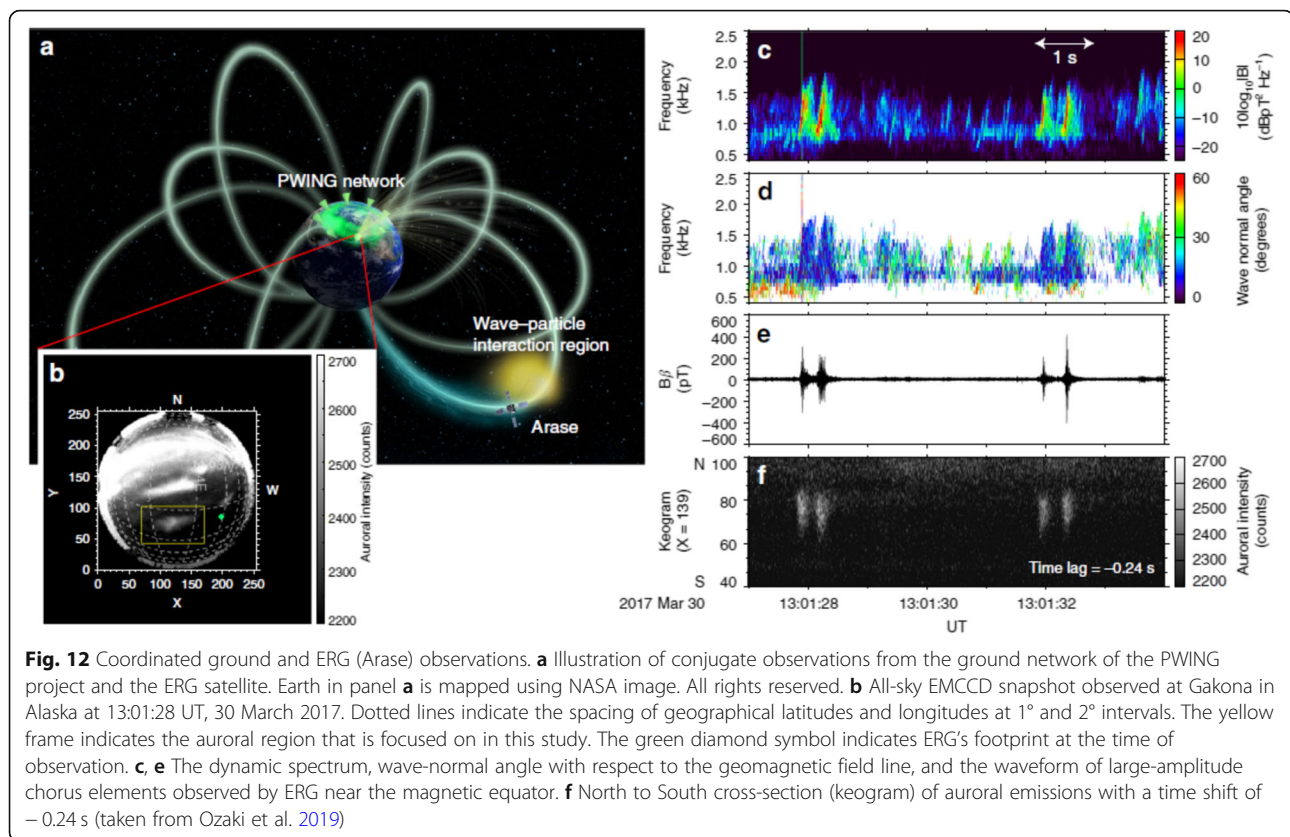 a
PWING network
Wave–particle
interaction region
Arase
b
N
W
Y
X
250
200
150
100
50
0
0 50 100 150 200 250
2700
2600
2500
2400
2300
2200
Auroral intensity (counts)
c
1 s
2.5
2.0
1.5
1.0
0.5
Frequency
(kHz)
20
10
0
−10
−20
10log10|B|
(dBpT² Hz⁻¹)
d
2.5
2.0
1.5
1.0
0.5
Frequency
(kHz)
60
30
0
Wave normal angle
(degrees)
e
600
400
200
0
−200
−400
−600
Bβ
(pT)
f
N 100
80
60
S 40
Keogram
(X = 139)
Time lag = −0.24 s
2700
2600
2500
2400
2300
2200
Auroral intensity
(counts)
2017 Mar 30 13:01:28 13:01:30 13:01:32
UT
Fig. 12 Coordinated ground and ERG (Arase) observations. a Illustration of conjugate observations from the ground network of the PWING
project and the ERG satellite. Earth in panel a is mapped using NASA image. All rights reserved. b All-sky EMCCD snapshot observed at Gakona in
Alaska at 13:01:28 UT, 30 March 2017. Dotted lines indicate the spacing of geographical latitudes and longitudes at 1° and 2° intervals. The yellow
frame indicates the auroral region that is focused on in this study. The green diamond symbol indicates ERG's footprint at the time of
observation. c, e The dynamic spectrum, wave-normal angle with respect to the geomagnetic field line, and the waveform of large-amplitude
chorus elements observed by ERG near the magnetic equator. f North to South cross-section (keogram) of auroral emissions with a time shift of
− 0.24 s (taken from Ozaki et al. 2019)